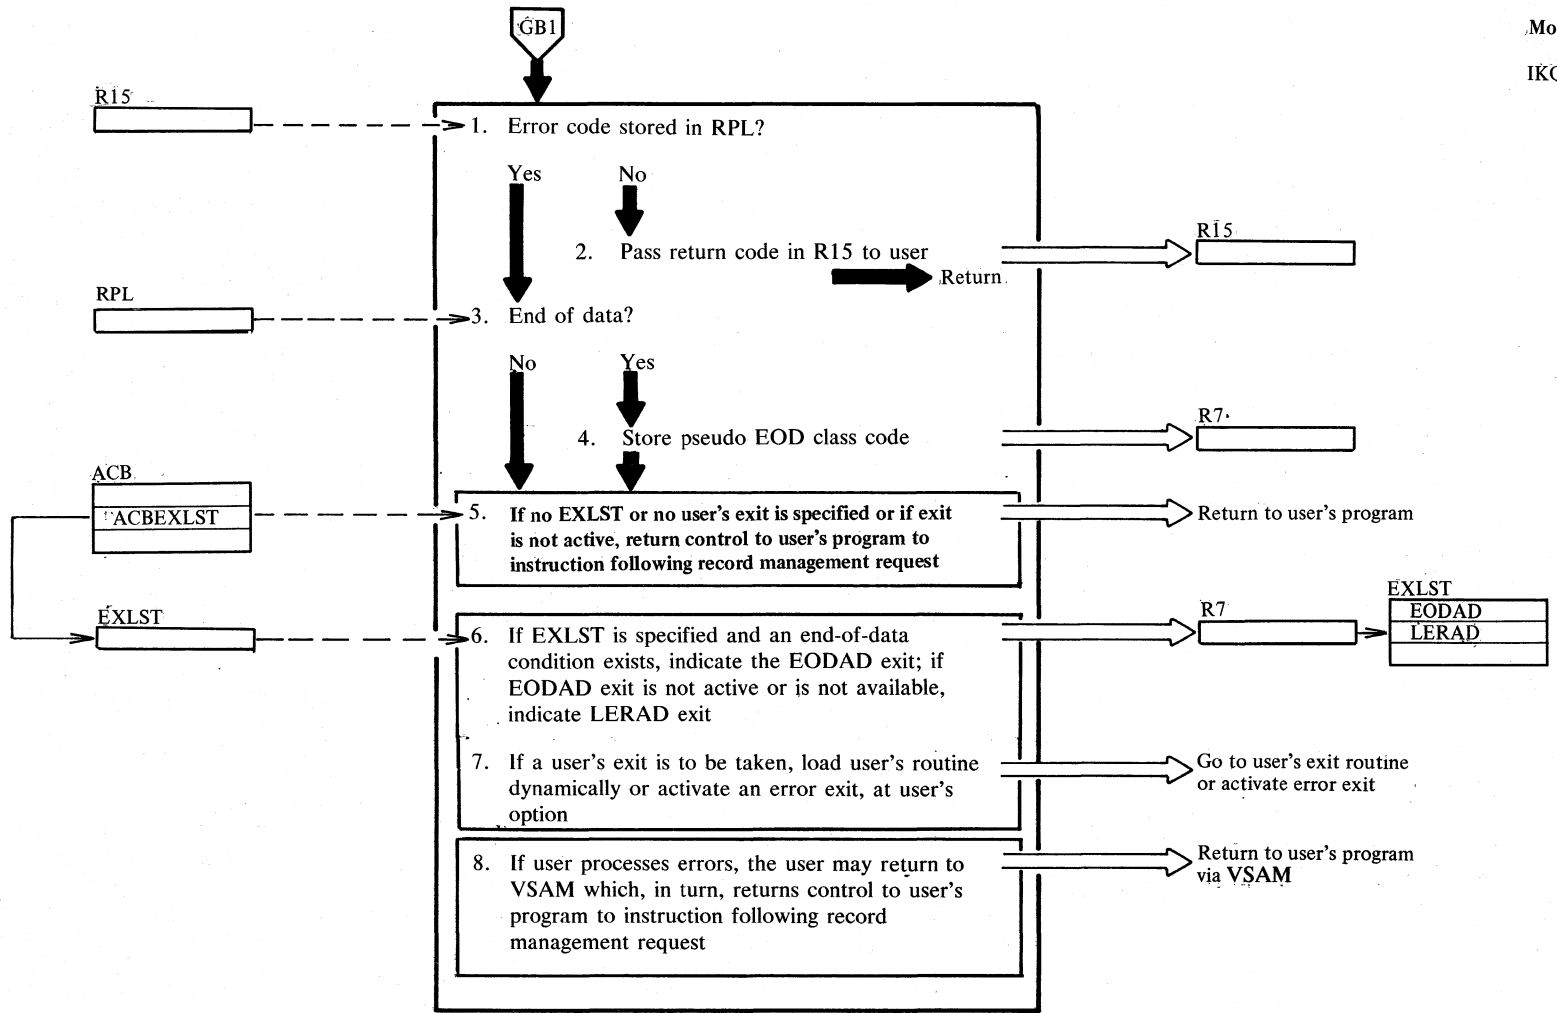 GB1
Mo
R15
1. Error code stored in RPL?
Yes No
2. Pass return code in R15 to user
Return
R15
RPL
3. End of data?
No Yes
4. Store pseudo EOD class code
R7
ACB
ACBEXLST
5. If no EXLST or no user's exit is specified or if exit
is not active, return control to user's program to
instruction following record management request
Return to user's program
EXLST
6. If EXLST is specified and an end-of-data
condition exists, indicate the EODAD exit; if
EODAD exit is not active or is not available,
indicate LERAD exit
R7
EXLST
EODAD
LERAD
7. If a user's exit is to be taken, load user's routine
dynamically or activate an error exit, at user's
option
Go to user's exit routine
or activate error exit
8. If user processes errors, the user may return to
VSAM which, in turn, returns control to user's
program to instruction following record
management request
Return to user's program
via VSAM